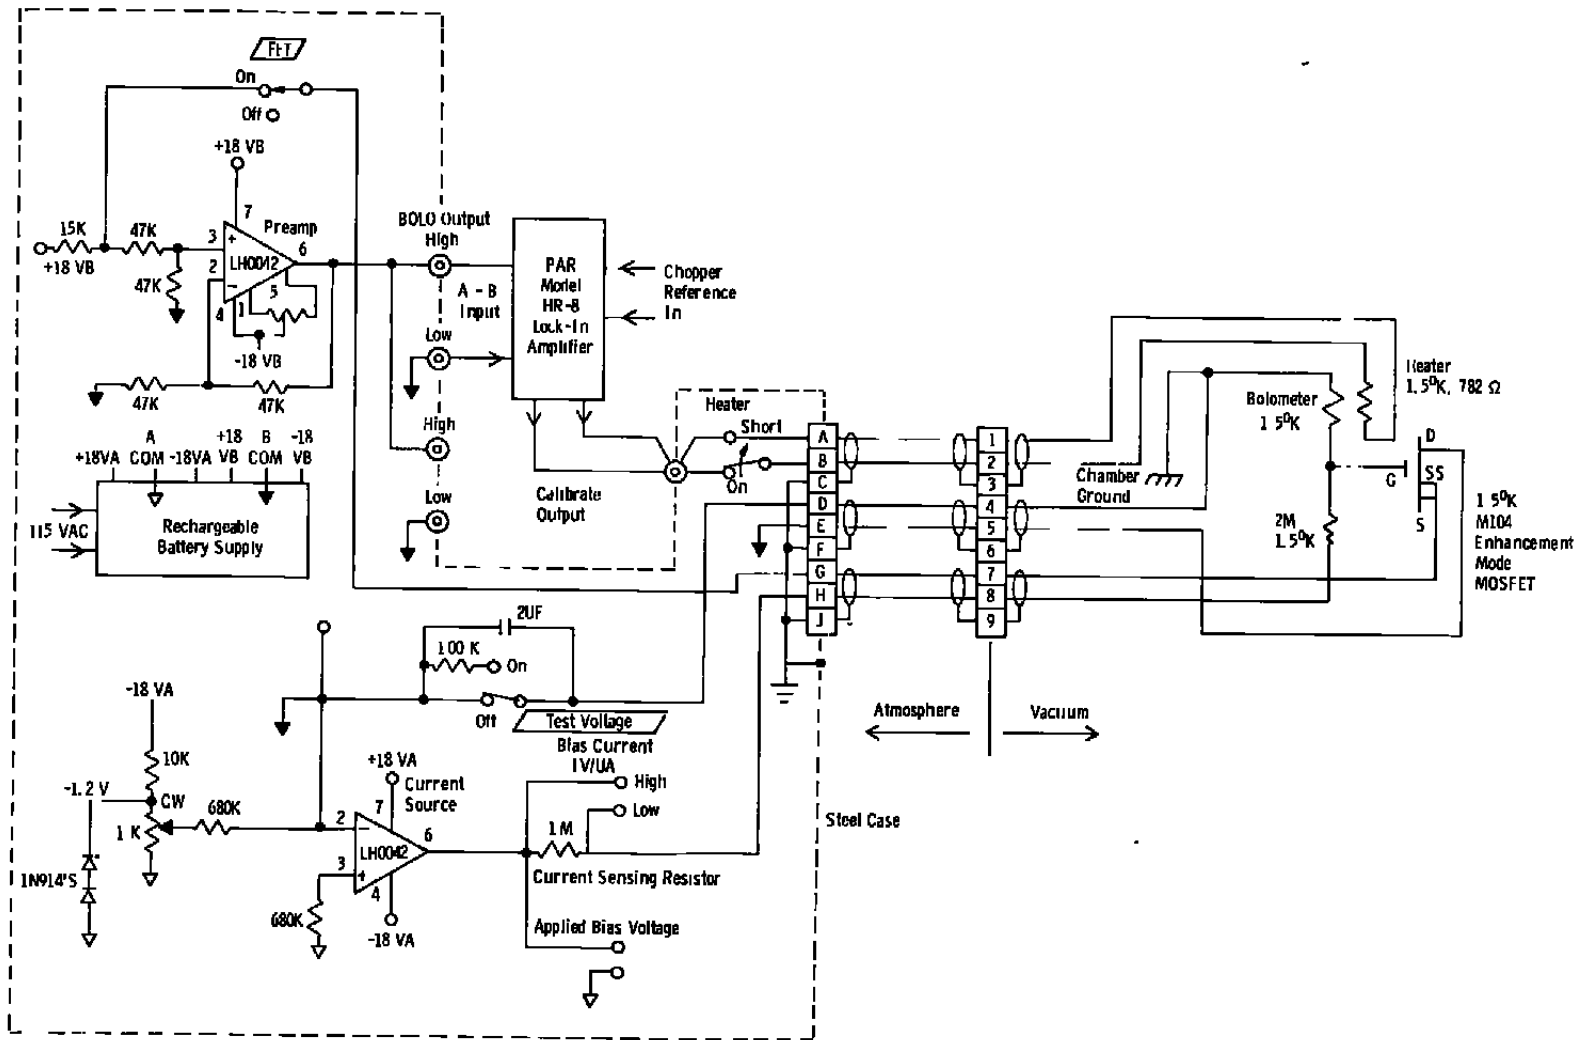 FET
On
Off
+18 VB
7
Preamp
15K
47K
3
+
6
+18 VB
2
LH0042
-
47K
5
4
1
-18 VB
47K
47K
BOLO Output
High
A - B
Input
Low
High
Low
PAR
Model
HR-8
Lock-In
Amplifier
Chopper
Reference
In
Calibrate
Output
Heater
Short
On
A
B
C
D
E
F
G
H
J
1
2
3
4
5
6
7
8
9
Chamber
Ground
Bolometer
1 5⁰K
Heater
1.5⁰K, 782 Ω
2M
1.5⁰K
D
SS
G
S
1 5⁰K
M104
Enhancement
Mode
MOSFET
+18VA
A
COM
-18VA
+18
VB
B
COM
-18
VB
115 VAC
Rechargeable
Battery Supply
2UF
100 K
On
Off
Test Voltage
Bias Current
1V/UA
High
Low
-18 VA
10K
-1.2 V
CW
1 K
680K
1N914'S
+18 VA
Current
Source
2
-
7
6
LH0042
3
+
4
680K
-18 VA
1 M
Current Sensing Resistor
Applied Bias Voltage
Steel Case
Atmosphere
Vacuum